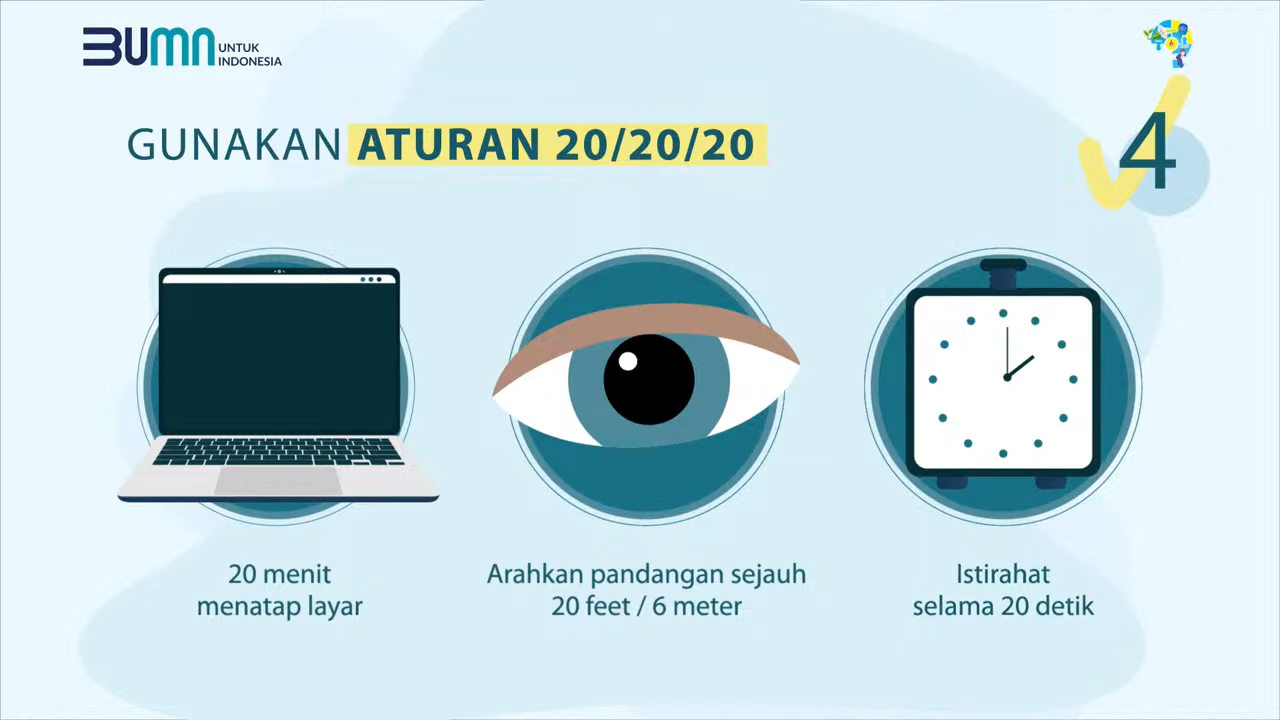 BUMN UNTUK
INDONESIA
GUNAKAN ATURAN 20/20/20
4
20 menit
menatap layar
Arahkan pandangan sejauh
20 feet / 6 meter
Istirahat
selama 20 detik